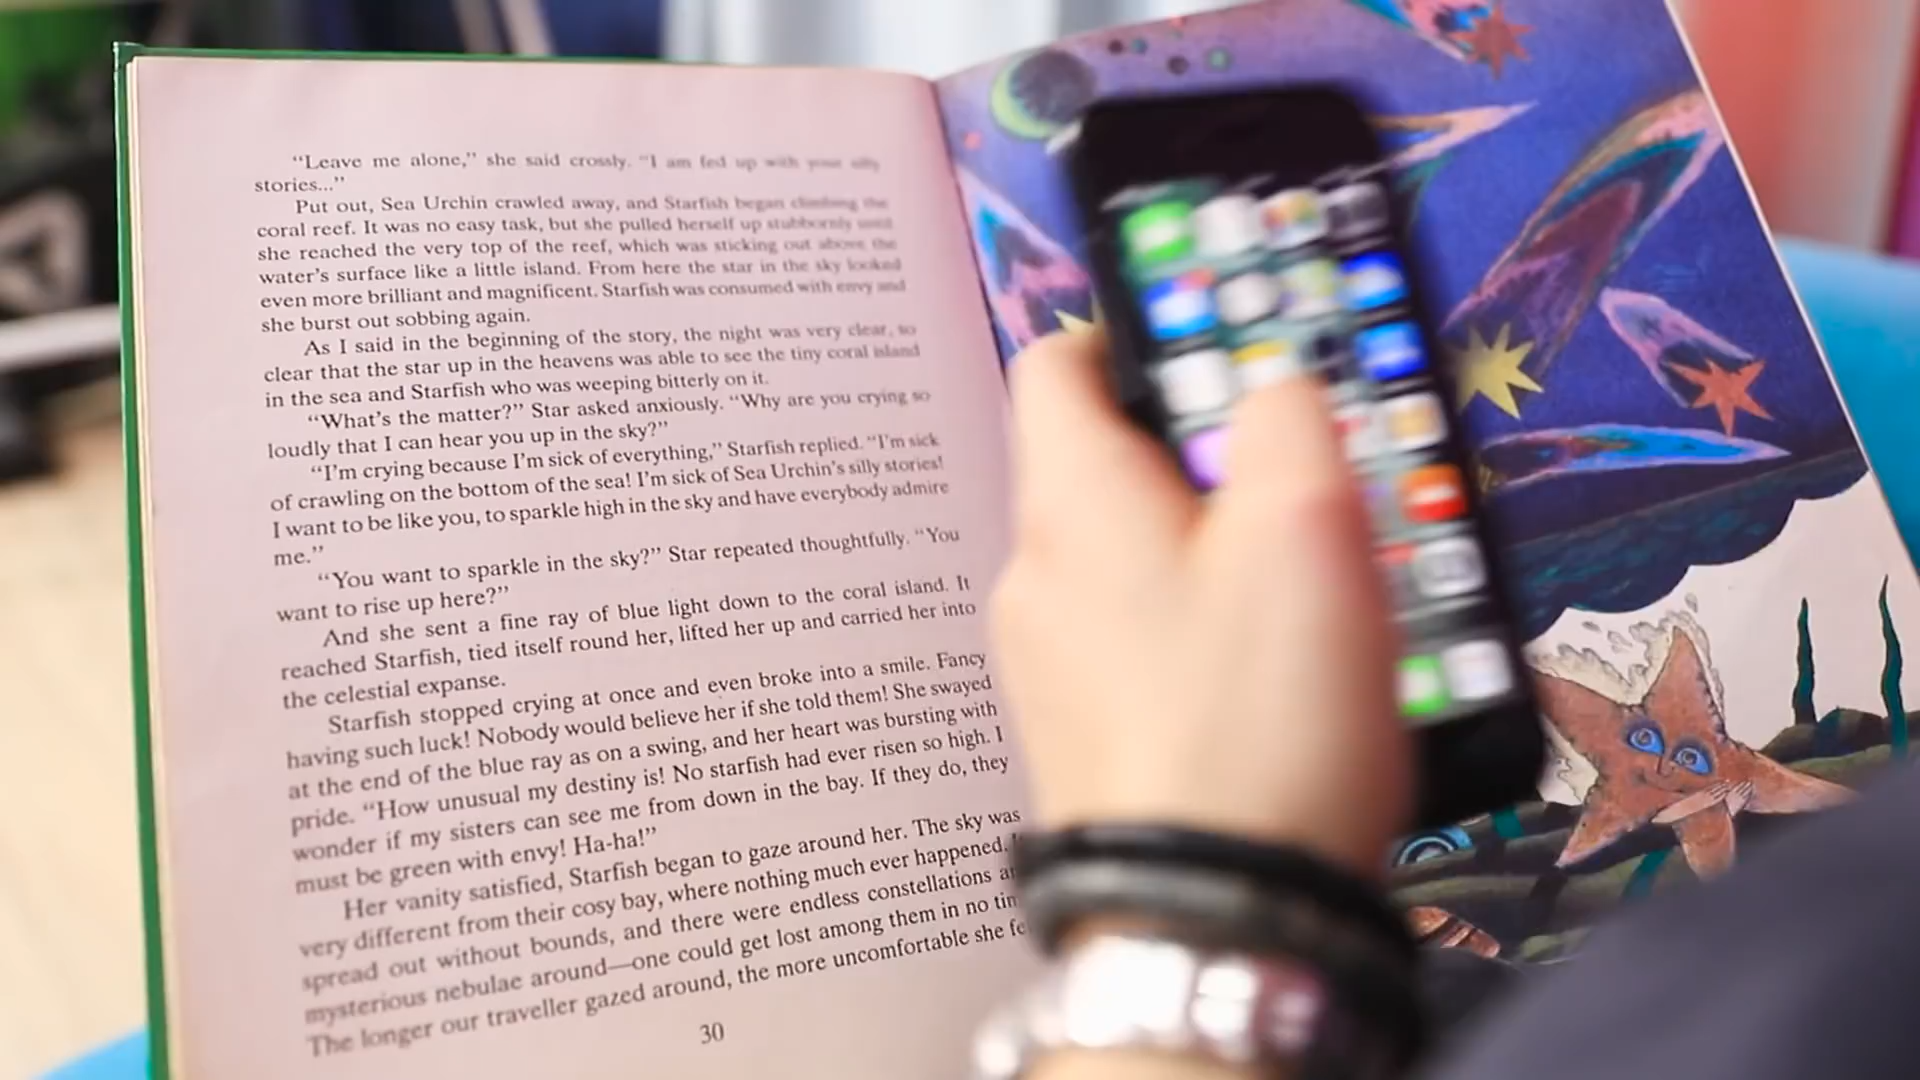 “Leave me alone,” she said crossly. “I am fed up with your silly
stories...”
Put out, Sea Urchin crawled away, and Starfish began climbing the
coral reef. It was no easy task, but she pulled herself up stubbornly until
she reached the very top of the reef, which was sticking out above the
water’s surface like a little island. From here the star in the sky looked
even more brilliant and magnificent. Starfish was consumed with envy and
she burst out sobbing again.
As I said in the beginning of the story, the night was very clear, so
clear that the star up in the heavens was able to see the tiny coral island
in the sea and Starfish who was weeping bitterly on it.
“What’s the matter?” Star asked anxiously. “Why are you crying so
loudly that I can hear you up in the sky?”
“I’m crying because I’m sick of everything,” Starfish replied. “I’m sick
of crawling on the bottom of the sea! I’m sick of Sea Urchin’s silly stories!
I want to be like you, to sparkle high in the sky and have everybody admire
me.”
“You want to sparkle in the sky?” Star repeated thoughtfully. “You
want to rise up here?”
And she sent a fine ray of blue light down to the coral island. It
reached Starfish, tied itself round her, lifted her up and carried her into
the celestial expanse.
Starfish stopped crying at once and even broke into a smile. Fancy
having such luck! Nobody would believe her if she told them! She swayed
at the end of the blue ray as on a swing, and her heart was bursting with
pride. “How unusual my destiny is! No starfish had ever risen so high. I
wonder if my sisters can see me from down in the bay. If they do, they
must be green with envy! Ha-ha!”
Her vanity satisfied, Starfish began to gaze around her. The sky was
very different from their cosy bay, where nothing much ever happened.
spread out without bounds, and there were endless constellations
mysterious nebulae around—one could get lost among them in no
The longer our traveller gazed around, the more uncomfortable she
30